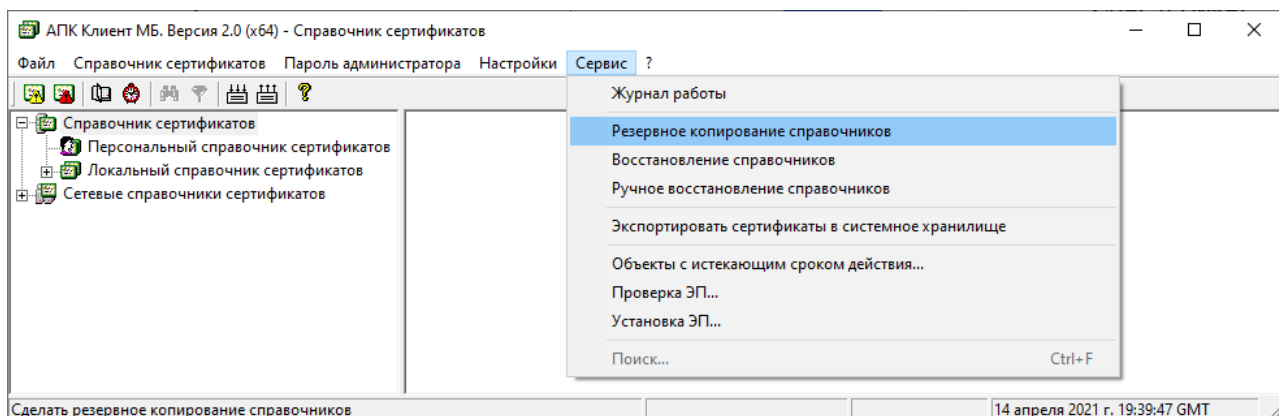 АПК Клиент МБ. Версия 2.0 (x64) - Справочник сертификатов
Файл Справочник сертификатов Пароль администратора Настройки Сервис ?
Журнал работы
Резервное копирование справочников
Восстановление справочников
Ручное восстановление справочников
Экспортировать сертификаты в системное хранилище
Объекты с истекающим сроком действия...
Проверка ЭП...
Установка ЭП...
Поиск... Ctrl+F
Справочник сертификатов
Персональный справочник сертификатов
Локальный справочник сертификатов
Сетевые справочники сертификатов
Сделать резервное копирование справочников
14 апреля 2021 г. 19:39:47 GMT